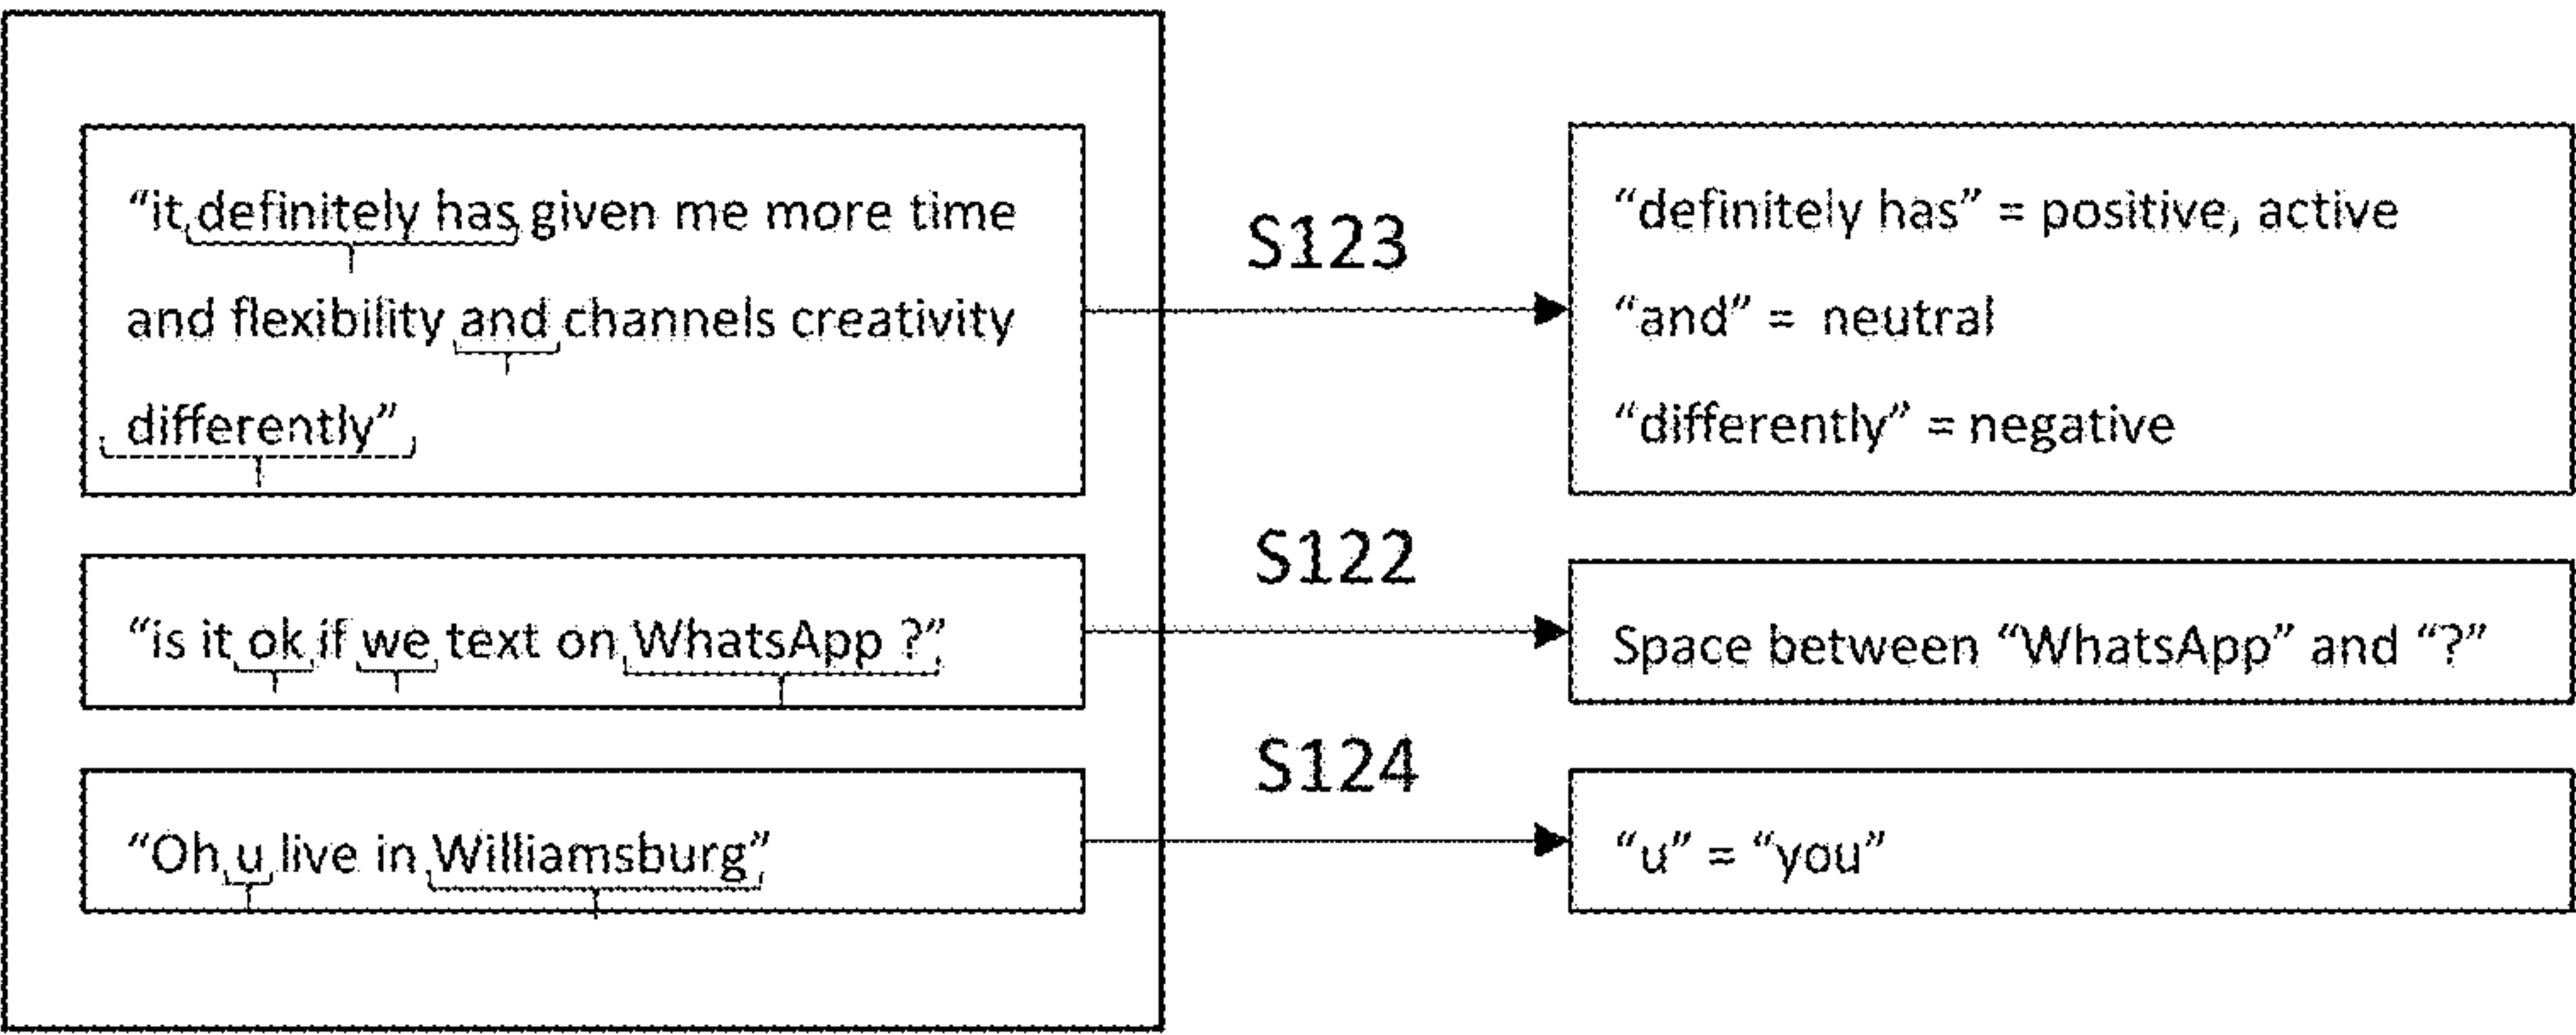 “it definitely has given me more time
and flexibility and channels creativity
differently”
S123
“definitely has” = positive, active
“and” = neutral
“differently” = negative
“is it ok if we text on WhatsApp ?”
S122
Space between “WhatsApp” and “?”
“Oh u live in Williamsburg”
S124
“u” = “you”